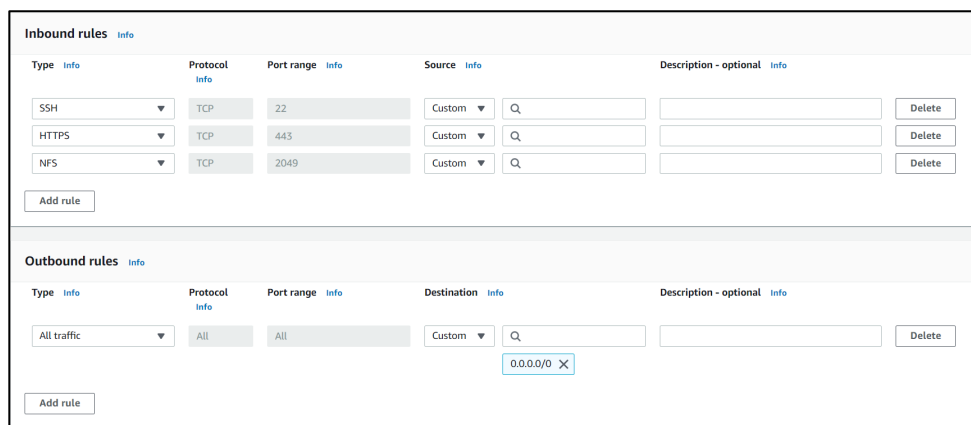 Inbound rules Info
Type Info Protocol Info Port range Info Source Info Description - optional Info
SSH TCP 22 Custom Delete
HTTPS TCP 443 Custom Delete
NFS TCP 2049 Custom Delete
Add rule
Outbound rules Info
Type Info Protocol Info Port range Info Destination Info Description - optional Info
All traffic All All Custom Delete
0.0.0.0/0
Add rule